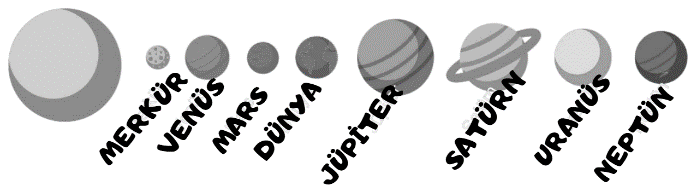 MERKÜR
VENÜS
MARS
DÜNYA
JÜPİTER
SATÜRN
URANÜS
NEPTÜN